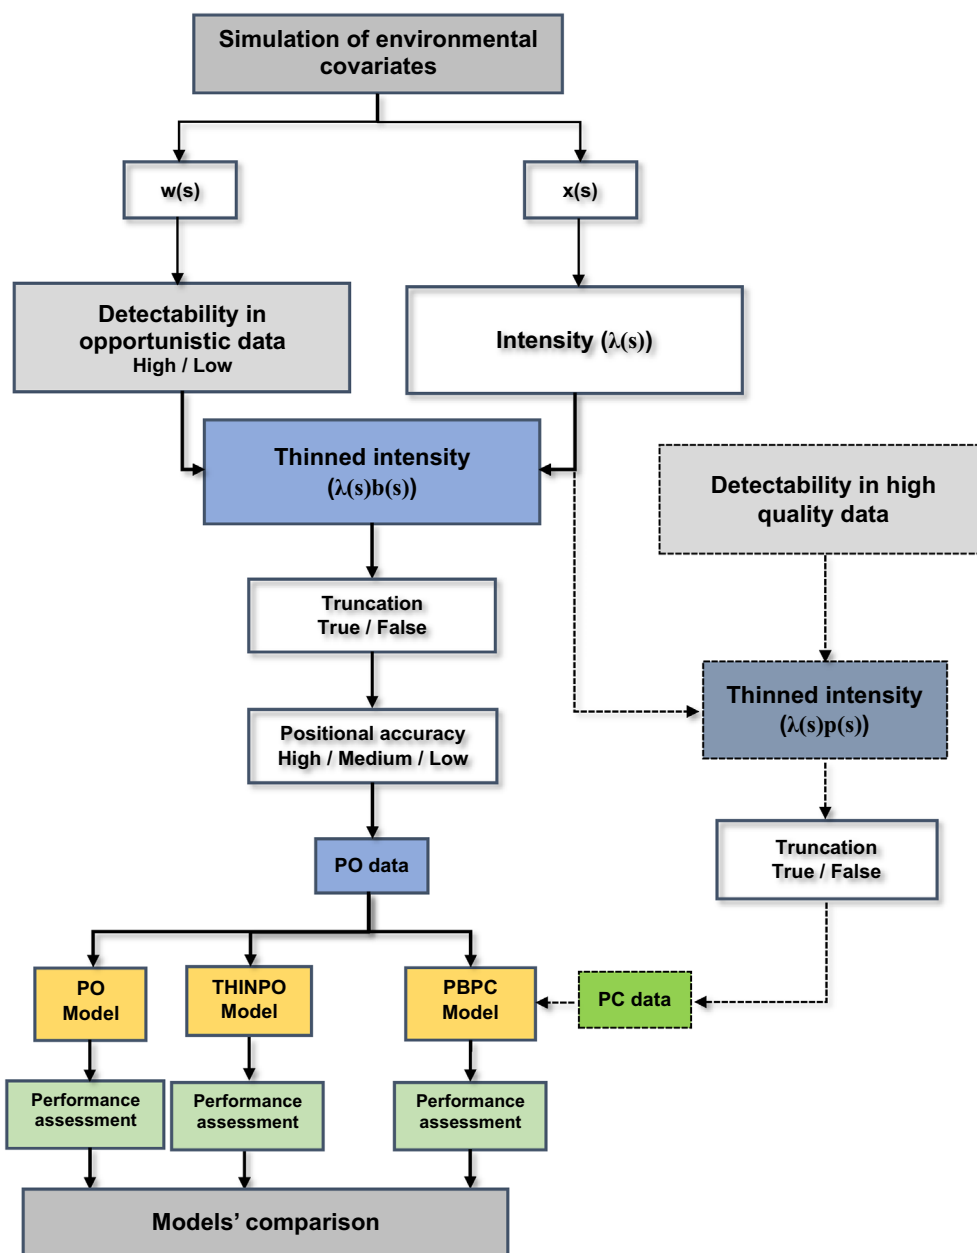 Simulation of environmental
covariates
w(s)
x(s)
Detectability in
opportunistic data
High / Low
Intensity (λ(s))
Thinned intensity
(λ(s)b(s))
Detectability in high
quality data
Truncation
True / False
Thinned intensity
(λ(s)p(s))
Positional accuracy
High / Medium / Low
Truncation
True / False
PO data
PO
Model
THINPO
Model
PBPC
Model
PC data
Performance
assessment
Performance
assessment
Performance
assessment
Models’ comparison